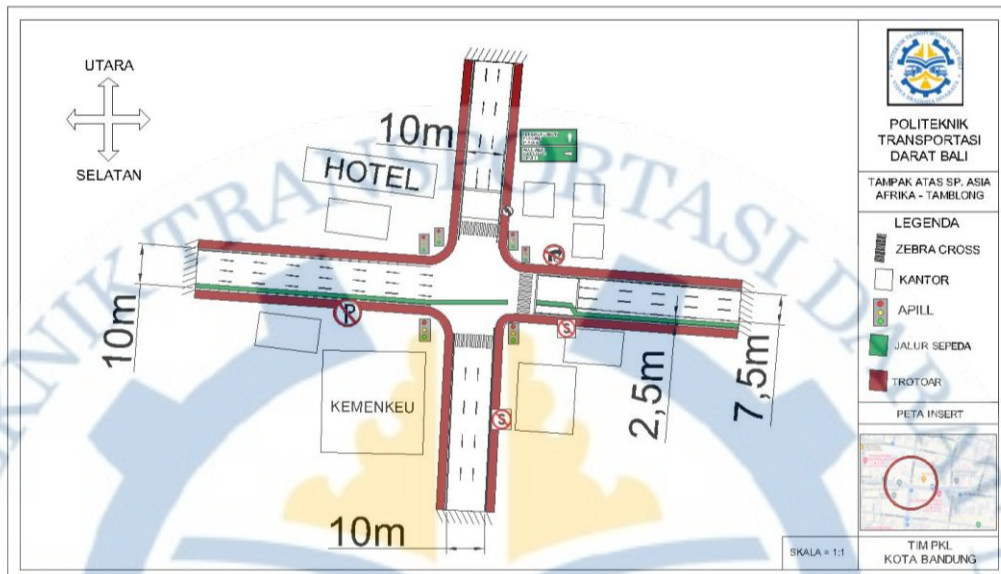 UTARA
SELATAN
10m
HOTEL
10m
KEMENKEU
P
S
S
2,5m
7,5m
10m
POLITEKNIK
TRANSPORTASI
DARAT BALI
TAMPAK ATAS SP. ASIA
AFRIKA - TAMBLONG
LEGENDA
ZEBRA CROSS
KANTOR
APILL
JALUR SEPEDA
TROTOAR
PETA INSERT
SKALA = 1:1
TIM PKL
KOTA BANDUNG